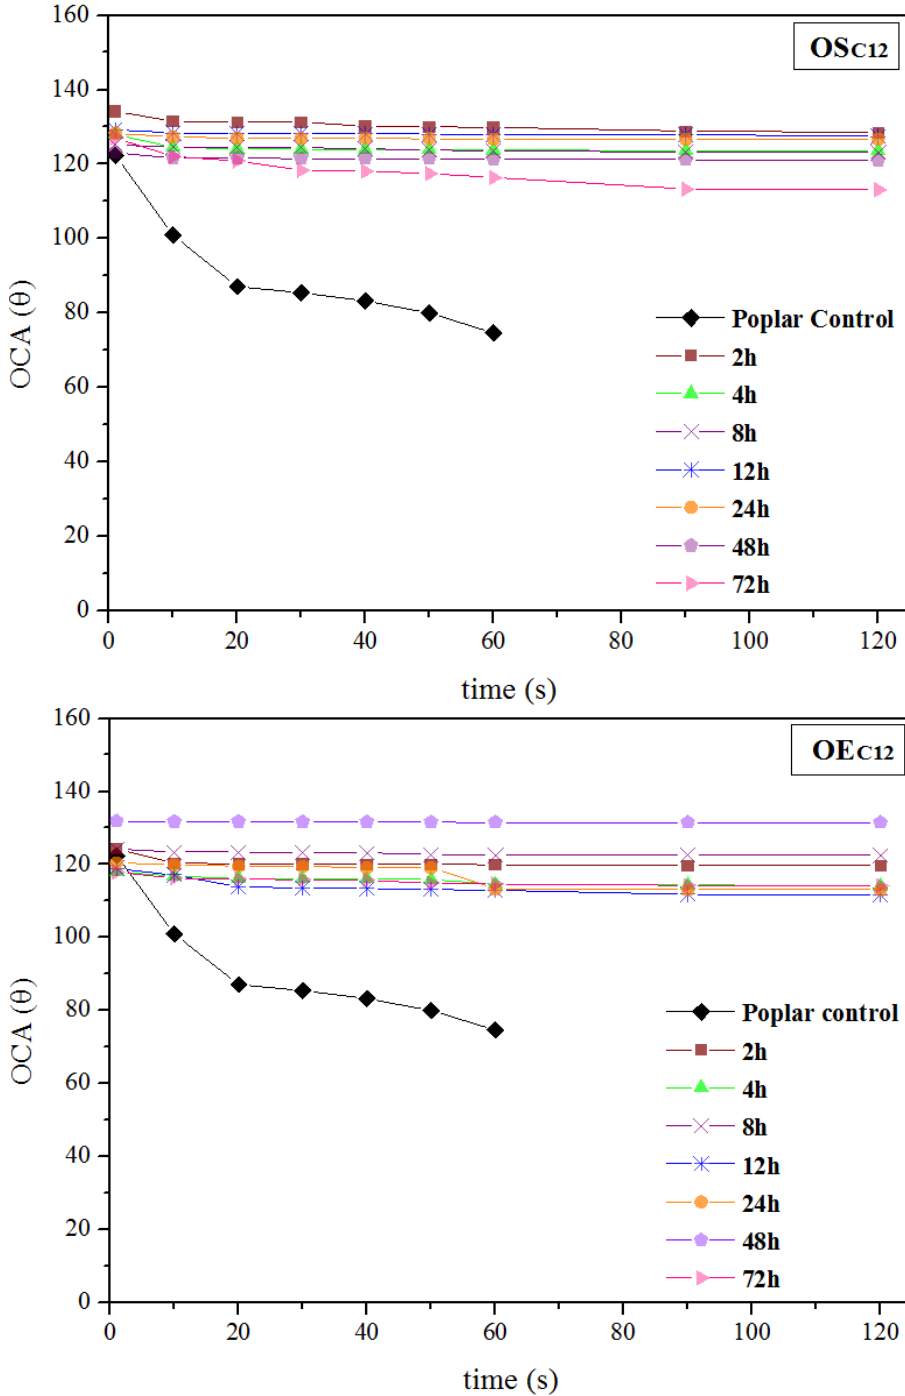 OSC12
160
140
120
100
80
60
40
20
0
OCA (θ)
Poplar Control
2h
4h
8h
12h
24h
48h
72h
0 20 40 60 80 100 120
time (s)
OEC12
160
140
120
100
80
60
40
20
0
OCA (θ)
Poplar control
2h
4h
8h
12h
24h
48h
72h
0 20 40 60 80 100 120
time (s)